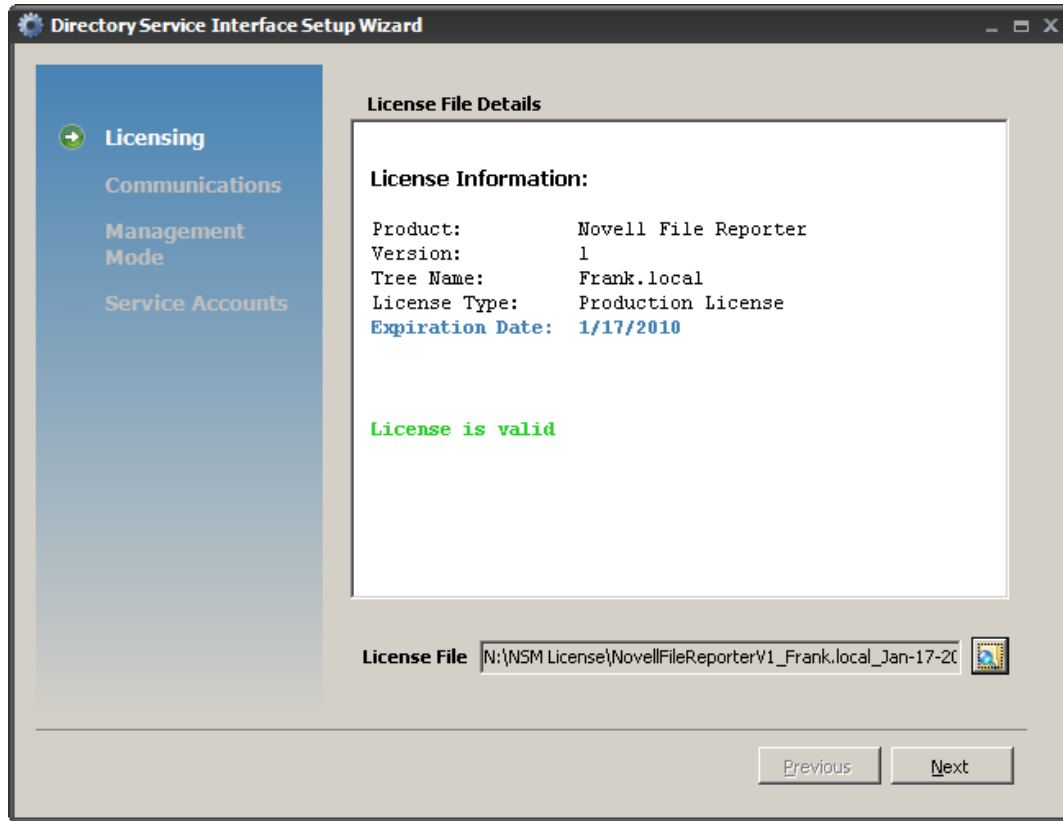 Directory Service Interface Setup Wizard
Licensing
Communications
Management
Mode
Service Accounts
License File Details
License Information:
Product: Novell File Reporter
Version: 1
Tree Name: Frank.local
License Type: Production License
Expiration Date: 1/17/2010
License is valid
License File N:\NSM License\NovellFileReporterV1_Frank.local_Jan-17-20
Previous Next